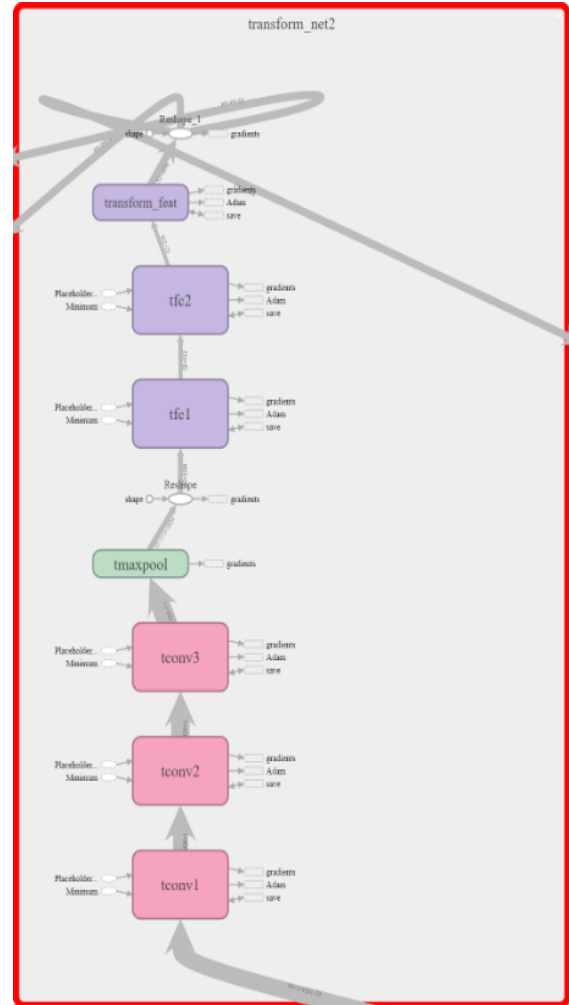 transform_net2
Reshape_1
shape gradients
transform_feat
gradients
Adam
save
tfc2
Placeholder...
Minimum
gradients
Adam
save
tfc1
Placeholder...
Minimum
gradients
Adam
save
Reshape
shape gradients
tmaxpool
gradients
tconv3
Placeholder...
Minimum
gradients
Adam
save
tconv2
Placeholder...
Minimum
gradients
Adam
save
tconv1
Placeholder...
Minimum
gradients
Adam
save